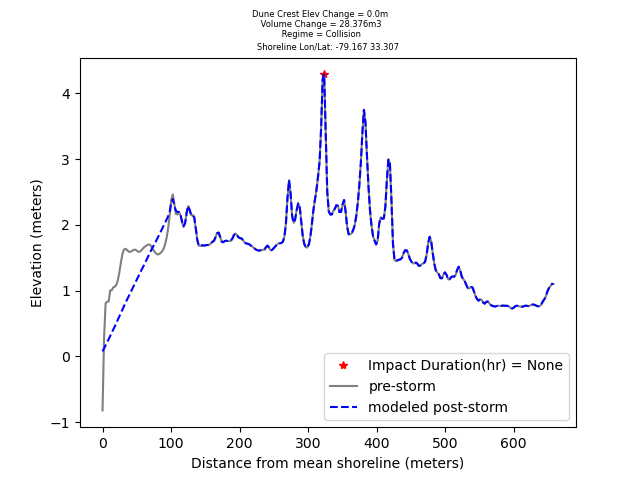 Dune Crest Elev Change = 0.0m
Volume Change = 28.376m3
Regime = Collision
Shoreline Lon/Lat: -79.167 33.307
4
3
2
1
0
−1
Elevation (meters)
Impact Duration(hr) = None
pre-storm
modeled post-storm
0 100 200 300 400 500 600
Distance from mean shoreline (meters)